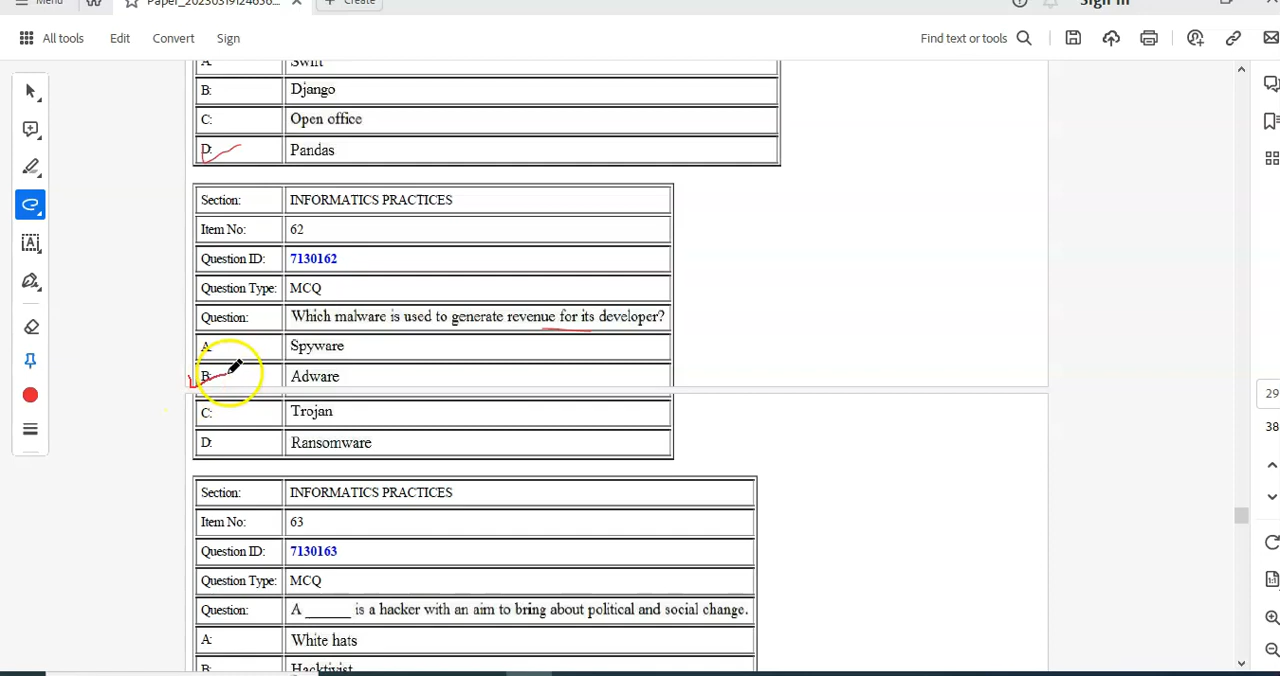 Menu
Paper_20230319124636...
Create
Sign in
All tools
Edit
Convert
Sign
Find text or tools
A: Swift
B: Django
C: Open office
D: Pandas
Section: INFORMATICS PRACTICES
Item No: 62
Question ID: 7130162
Question Type: MCQ
Question: Which malware is used to generate revenue for its developer?
A: Spyware
B: Adware
C: Trojan
D: Ransomware
Section: INFORMATICS PRACTICES
Item No: 63
Question ID: 7130163
Question Type: MCQ
Question: A ______ is a hacker with an aim to bring about political and social change.
A: White hats
B: Hacktivist
29
38